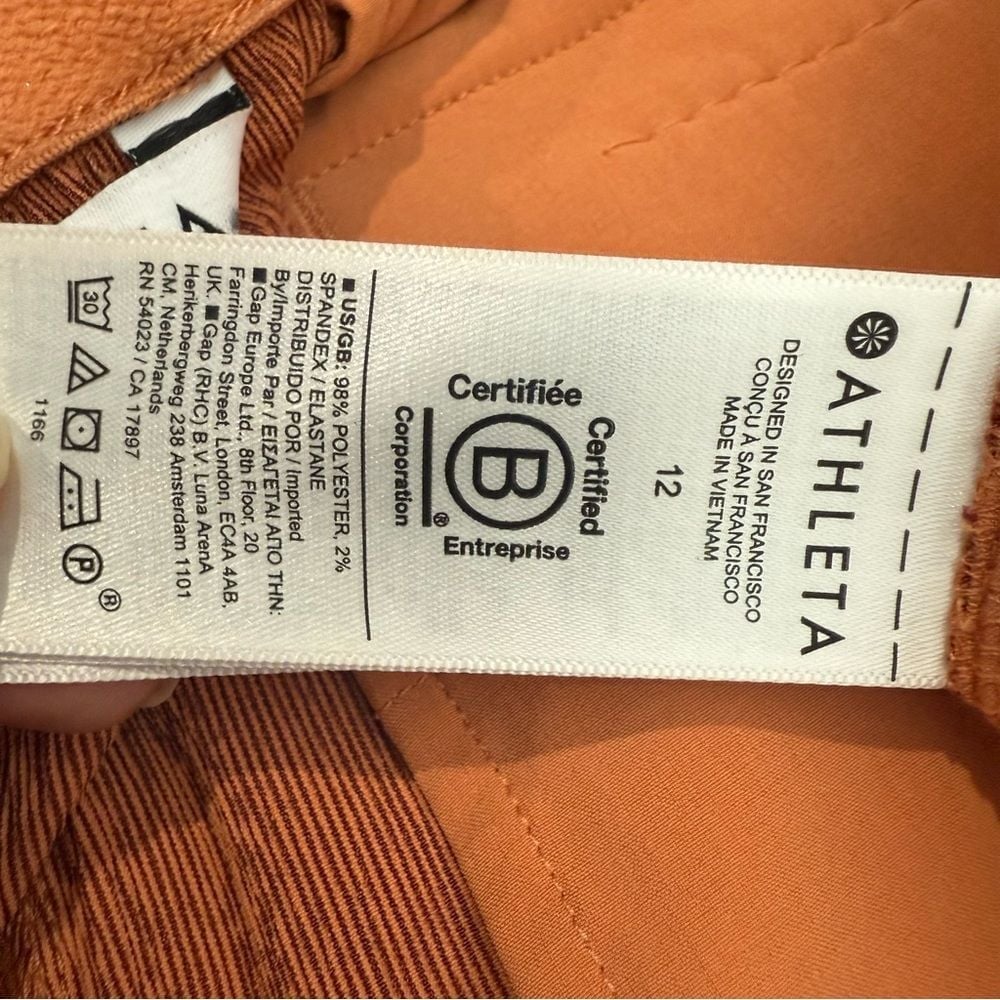 ATHLETA
DESIGNED IN SAN FRANCISCO
CONÇU À SAN FRANCISCO
MADE IN VIETNAM
12
Certified
Certifiée
B
Entreprise
Corporation
®
■ US/GB: 98% POLYESTER, 2%
SPANDEX / ELASTANE
DISTRIBUIDO POR / Imported
By/Importe Par / ΕΙΣΑΓΕΤΑΙ ΑΠΟ ΤΗΝ:
■ Gap Europe Ltd., 8th Floor, 20
Farringdon Street, London, EC4A 4AB,
UK. ■ Gap (RHC) B.V. Luna ArenA
Herikerbergweg 238 Amsterdam 1101
CM, Netherlands
RN 54023 / CA 17897
30
P
®
1166